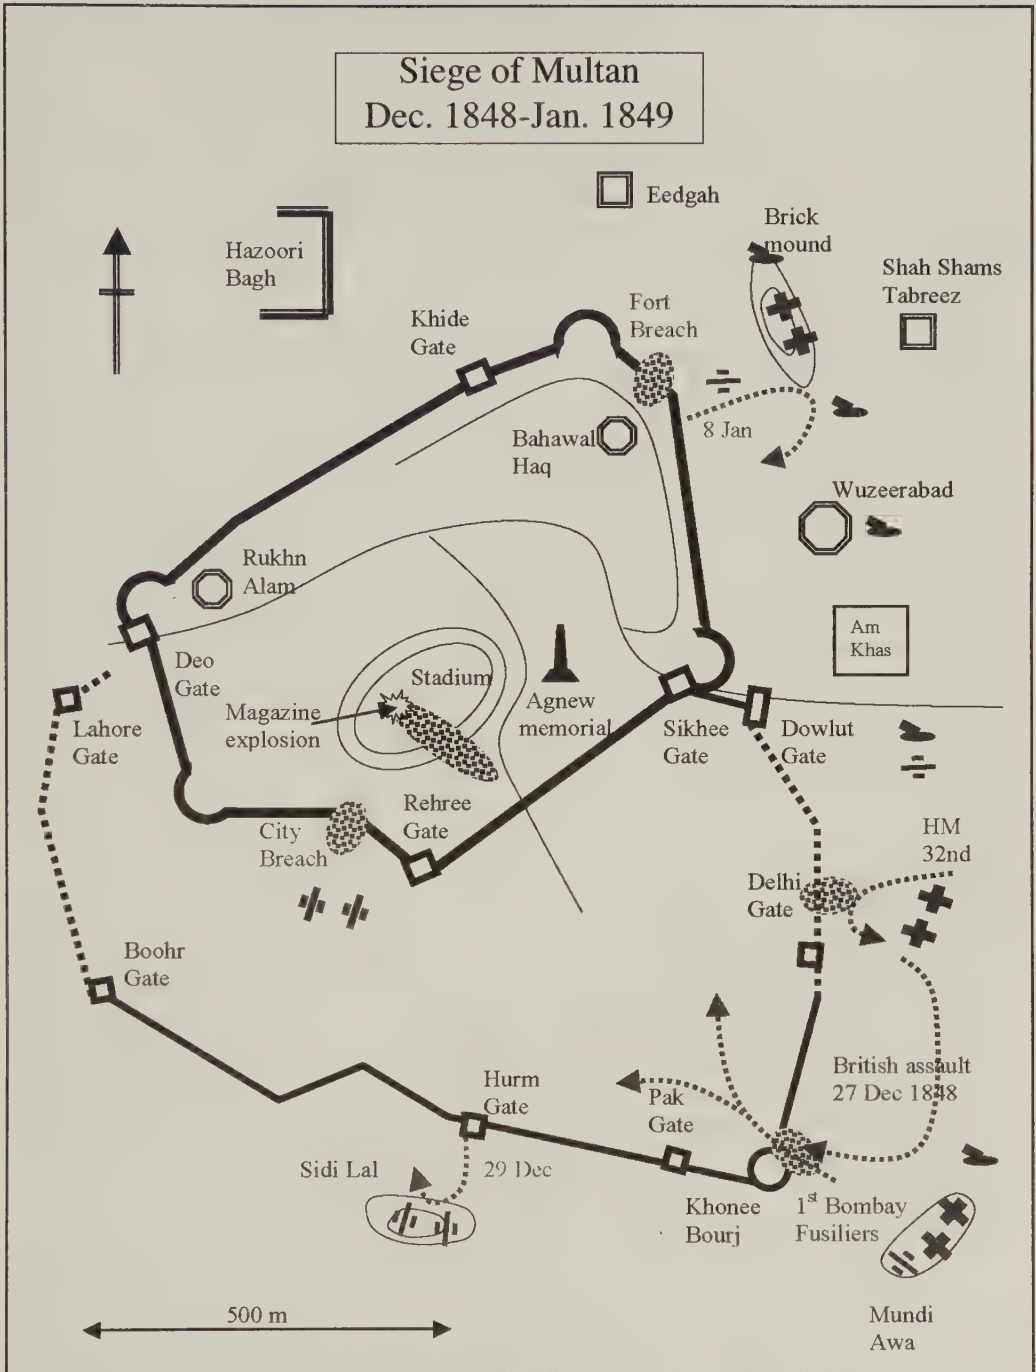 Siege of Multan
Dec. 1848-Jan. 1849
Eedgah
Brick
mound
Hazoori
Bagh
Shah Shams
Tabreez
Fort
Breach
Khide
Gate
8 Jan
Bahawal
Haq
Wuzeerabad
Rukhn
Alam
Am
Khas
Deo
Gate
Stadium
Agnew
memorial
Magazine
explosion
Lahore
Gate
Sikhee
Gate
Dowlut
Gate
Rehree
Gate
City
Breach
HM
32nd
Delhi
Gate
Boohr
Gate
British assault
27 Dec 1848
Hurm
Gate
Pak
Gate
Sidi Lal
29 Dec
Khonee
Bourj
1st Bombay
Fusiliers
500 m
Mundi
Awa